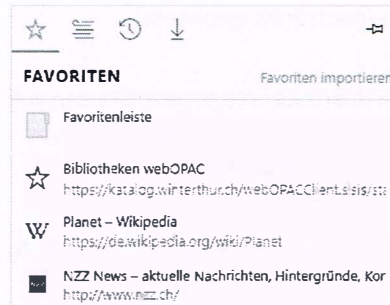 FAVORITEN Favoriten importieren
Favoritenleiste
Bibliotheken webOPAC
https://katalog.winterthur.ch/webOPACClient.sisis/sta
W Planet – Wikipedia
https://de.wikipedia.org/wiki/Planet
NZZ News – aktuelle Nachrichten, Hintergründe, Kor
http://www.nzz.ch/